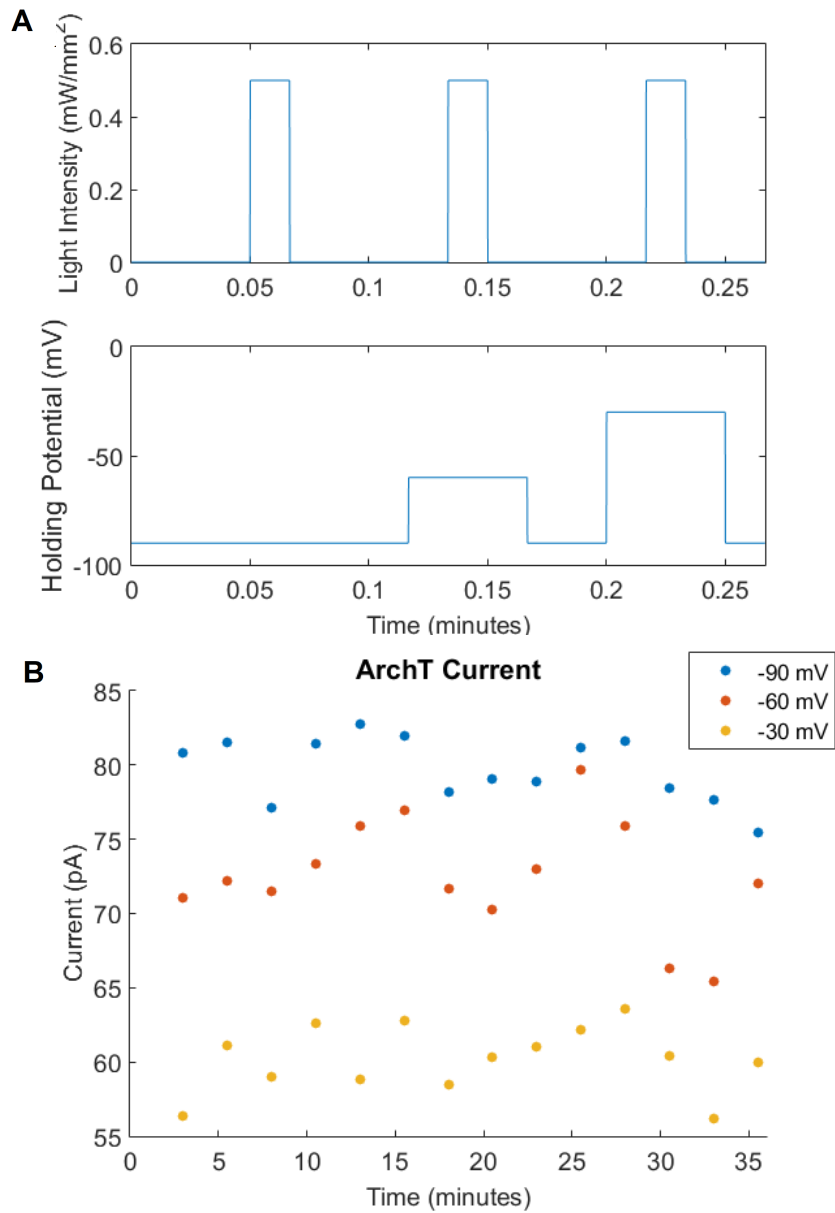 A
Light Intensity (mW/mm²)
0.6
0.4
0.2
0
0 0.05 0.1 0.15 0.2 0.25
Holding Potential (mV)
0
-50
-100
0 0.05 0.1 0.15 0.2 0.25
Time (minutes)
B
ArchT Current
-90 mV
-60 mV
-30 mV
Current (pA)
85
80
75
70
65
60
55
0 5 10 15 20 25 30 35
Time (minutes)